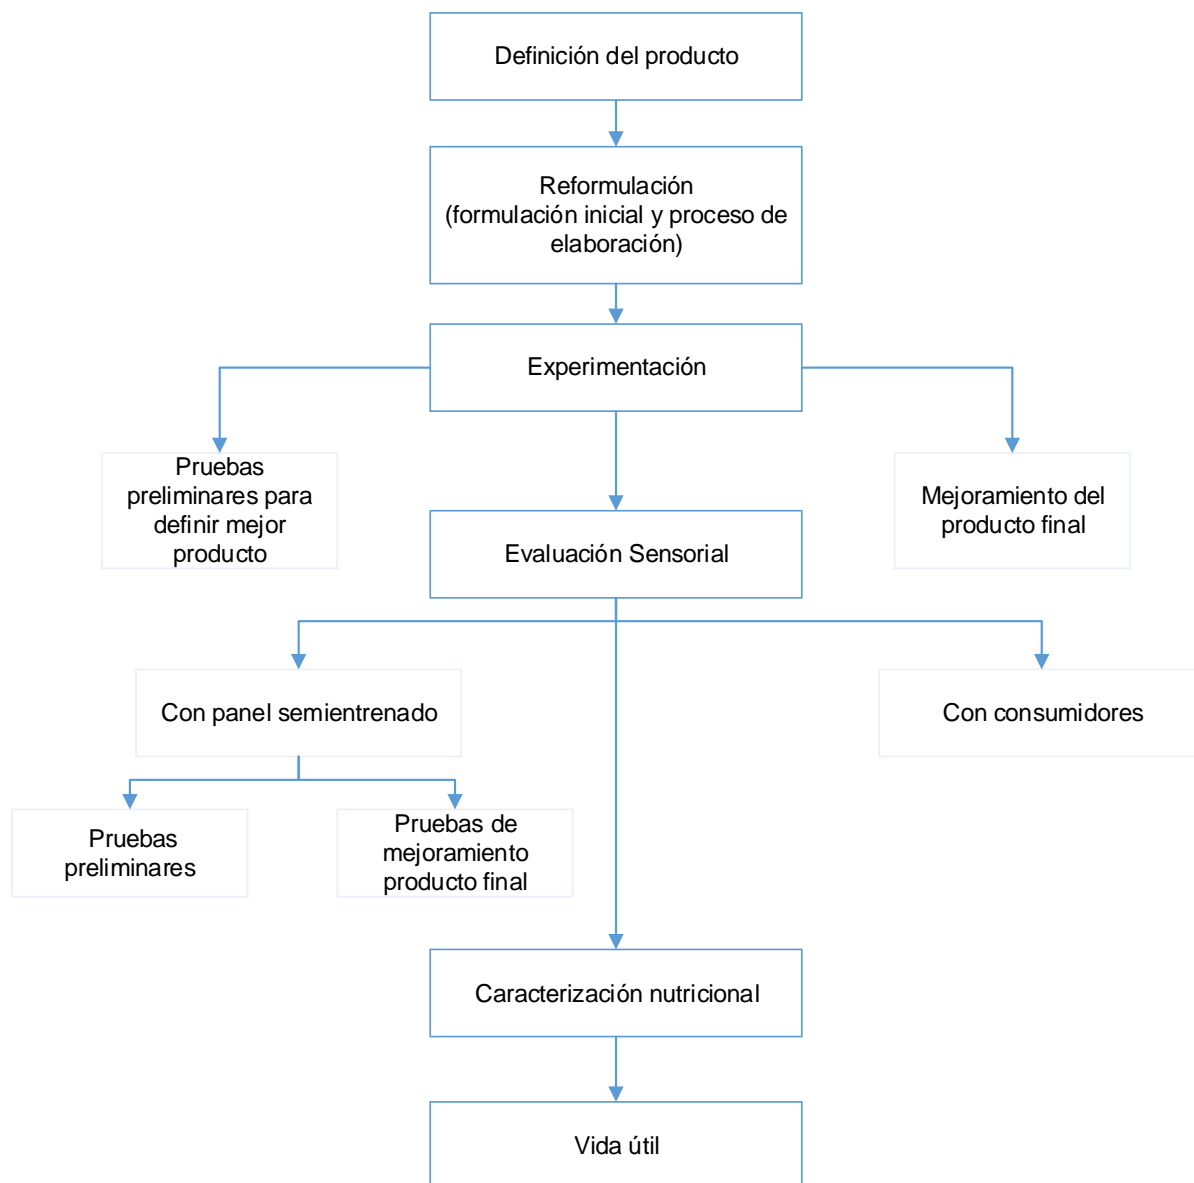 Definición del producto
Reformulación
(formulación inicial y proceso de
elaboración)
Experimentación
Pruebas
preliminares para
definir mejor
producto
Mejoramiento del
producto final
Evaluación Sensorial
Con panel semientrenado
Con consumidores
Pruebas
preliminares
Pruebas de
mejoramiento
producto final
Caracterización nutricional
Vida útil